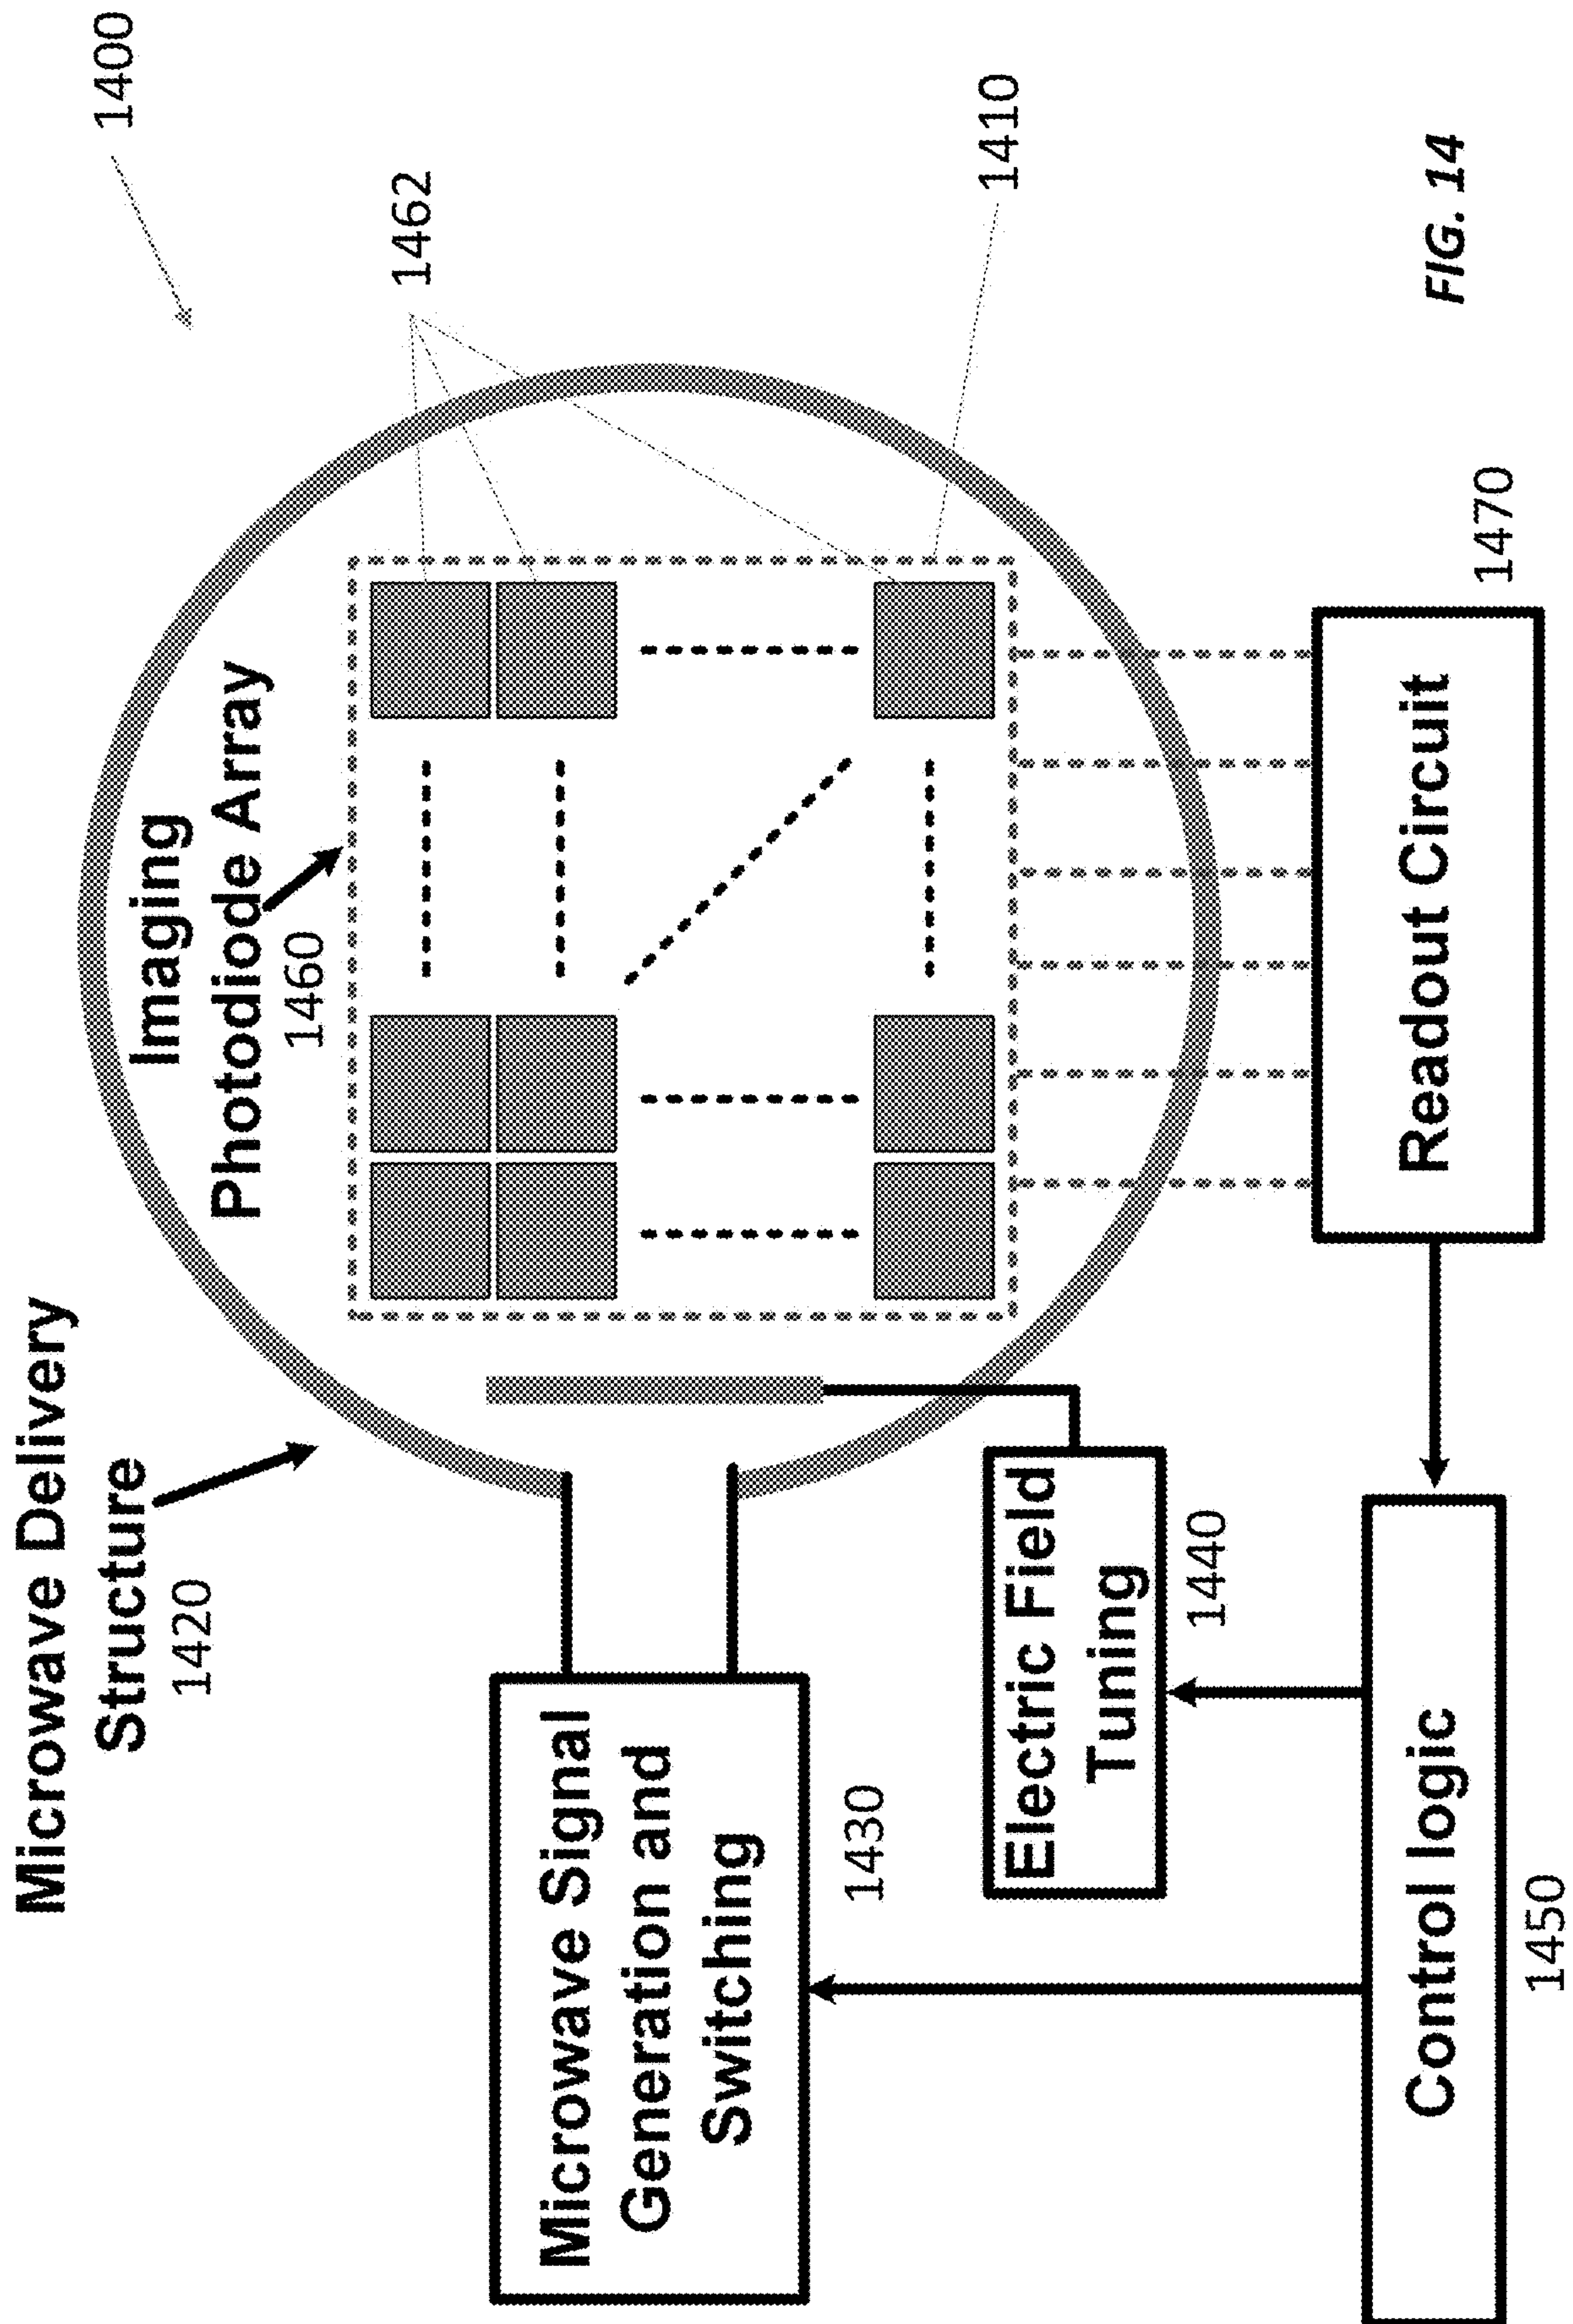 Microwave Delivery
Structure
1420
1400
Imaging
Photodiode Array
1460
1462
1410
Microwave Signal
Generation and
Switching
1430
Electric Field
Tuning
1440
Control logic
1450
Readout Circuit
1470
FIG. 14